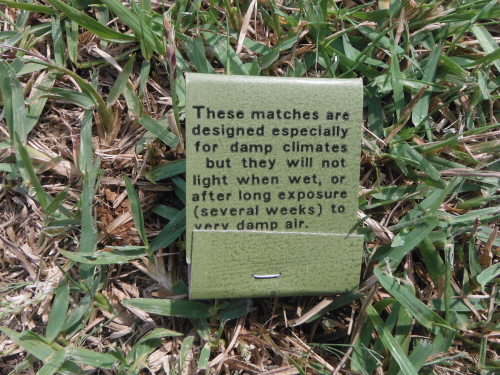 These matches are
designed especially
for damp climates
but they will not
light when wet, or
after long exposure
(several weeks) to
very damp air.